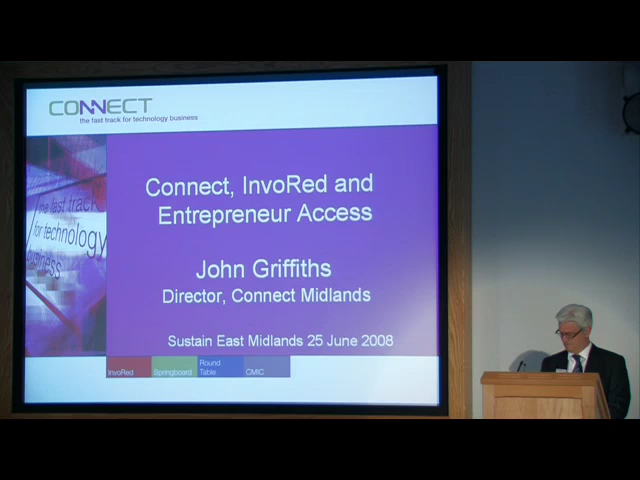 CONNECT
the fast track for technology business
the fast track
for technology
business
Connect, InvoRed and
Entrepreneur Access
John Griffiths
Director, Connect Midlands
Sustain East Midlands 25 June 2008
InvoRed
Springboard
Round
Table
CMIC